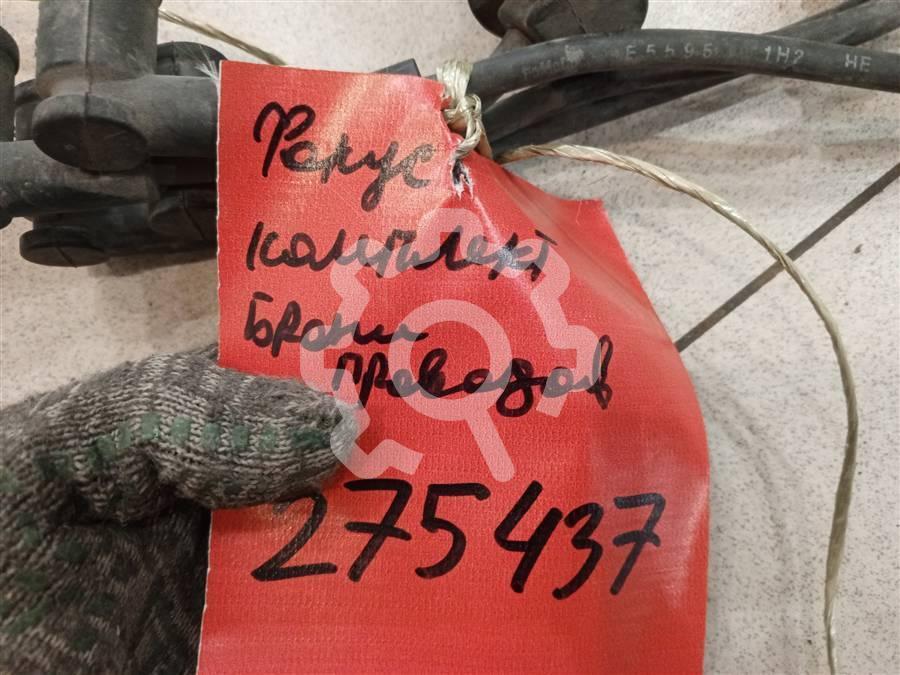 E5695 1H2 HE
Фокус
комплект
Брони
проводов
275437